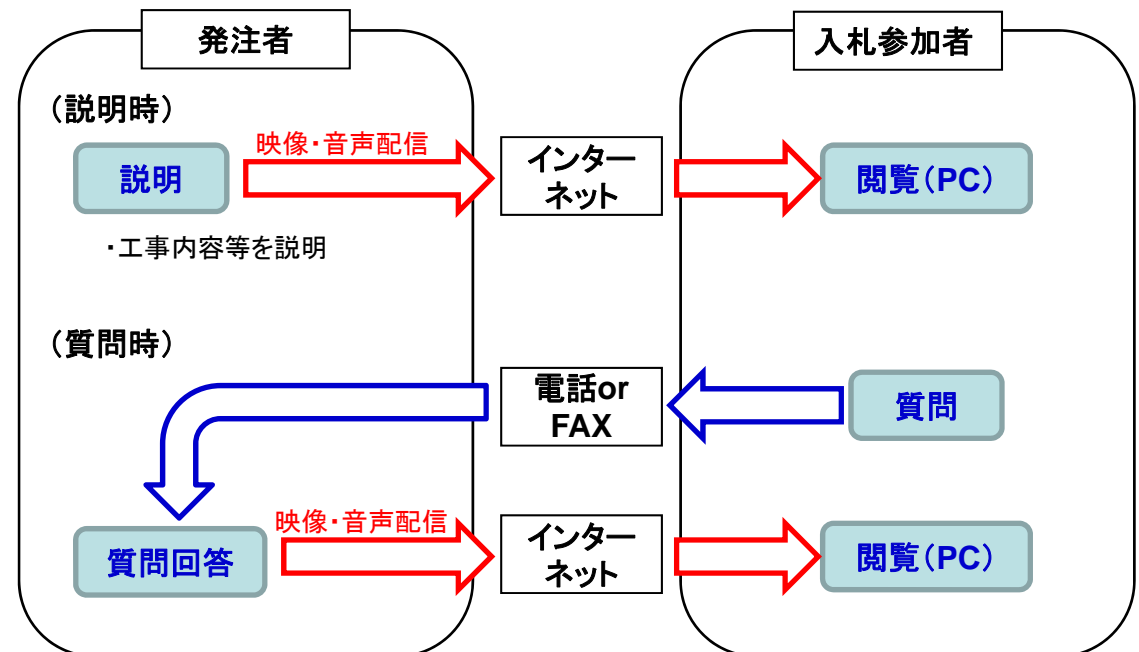 発注者
入札参加者
（説明時）
映像・音声配信
説明
インター
ネット
閲覧（PC）
・工事内容等を説明
（質問時）
電話or
FAX
質問
映像・音声配信
質問回答
インター
ネット
閲覧（PC）